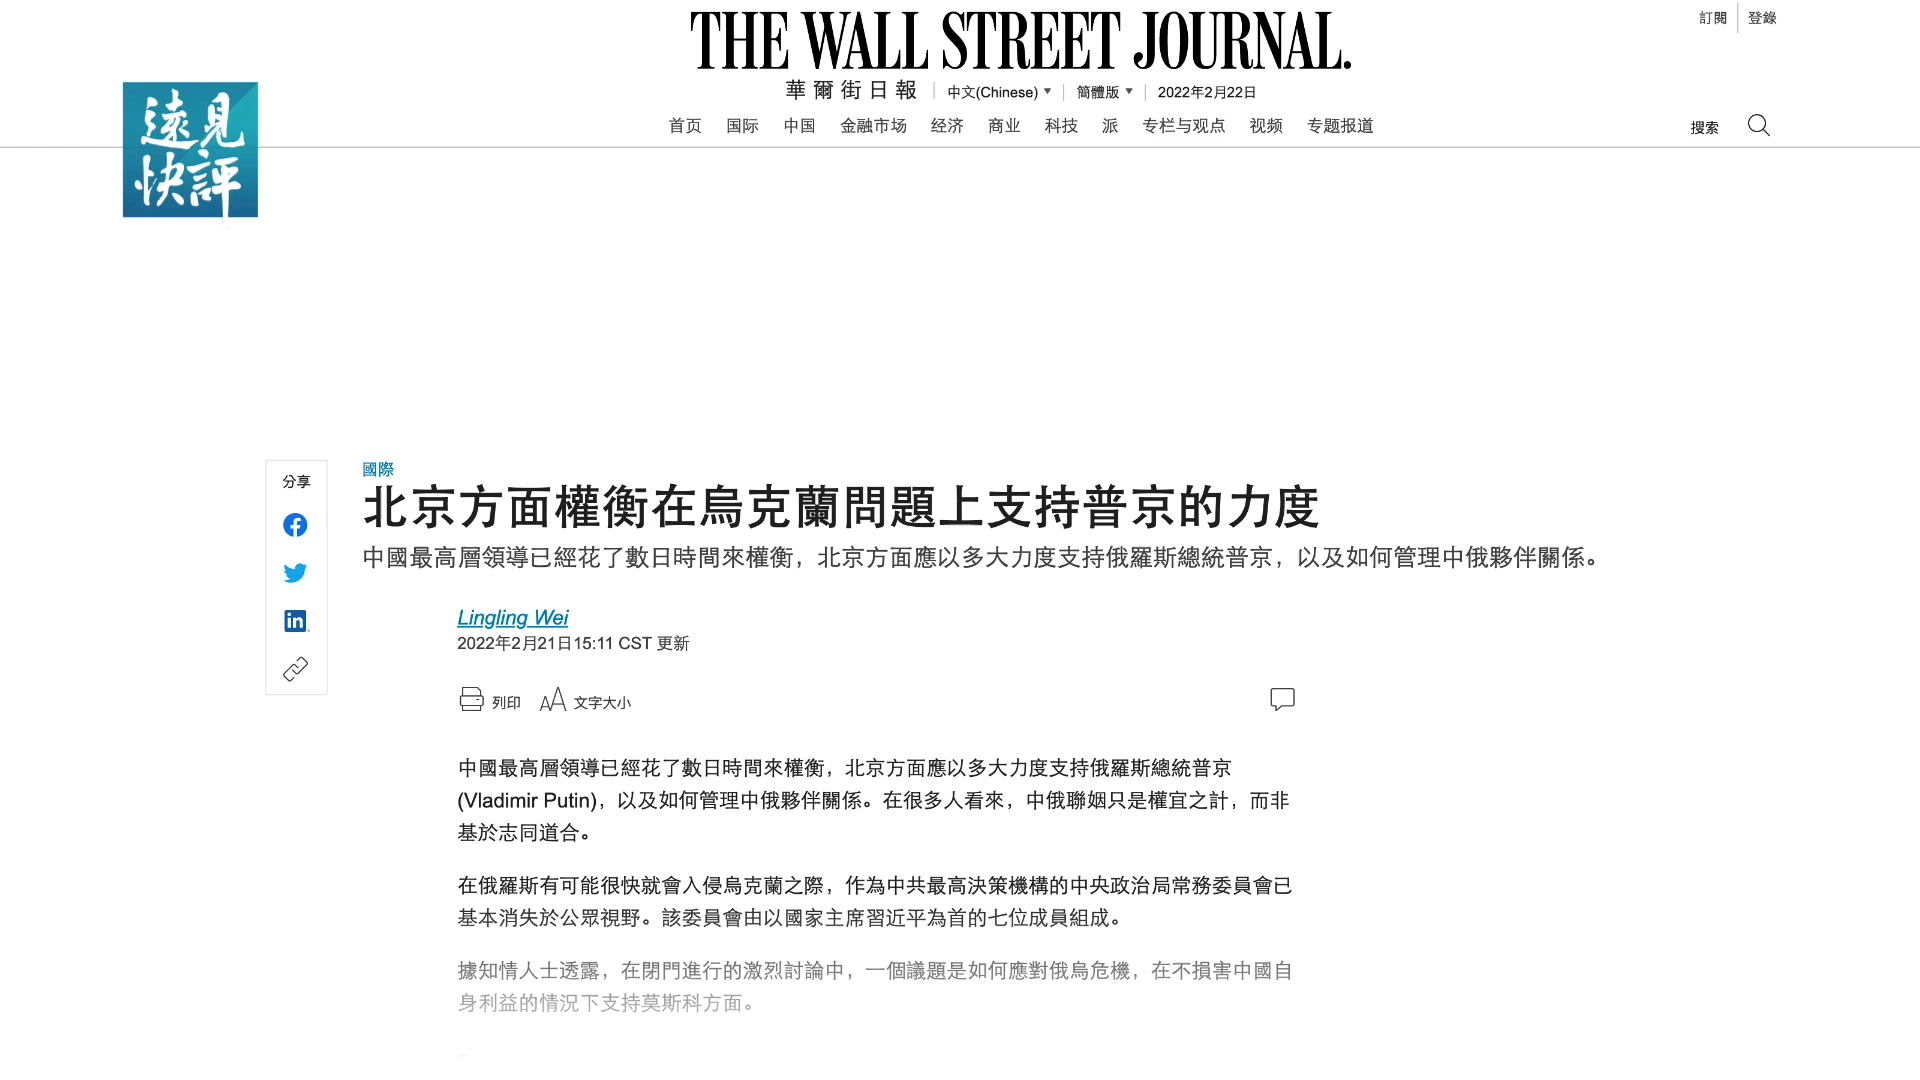 THE WALL STREET JOURNAL.
訂閱 登錄
華爾街日報 中文(Chinese) 簡體版 2022年2月22日
遠見
快評
首页 国际 中国 金融市场 经济 商业 科技 派 专栏与观点 视频 专题报道
搜索
分享
國際
北京方面權衡在烏克蘭問題上支持普京的力度
中國最高層領導已經花了數日時間來權衡，北京方面應以多大力度支持俄羅斯總統普京，以及如何管理中俄夥伴關係。
Lingling Wei
2022年2月21日15:11 CST 更新
列印 AA 文字大小
中國最高層領導已經花了數日時間來權衡，北京方面應以多大力度支持俄羅斯總統普京
(Vladimir Putin)，以及如何管理中俄夥伴關係。在很多人看來，中俄聯姻只是權宜之計，而非
基於志同道合。
在俄羅斯有可能很快就會入侵烏克蘭之際，作為中共最高決策機構的中央政治局常務委員會已
基本消失於公眾視野。該委員會由以國家主席習近平為首的七位成員組成。
據知情人士透露，在閉門進行的激烈討論中，一個議題是如何應對俄烏危機，在不損害中國自
身利益的情況下支持莫斯科方面。